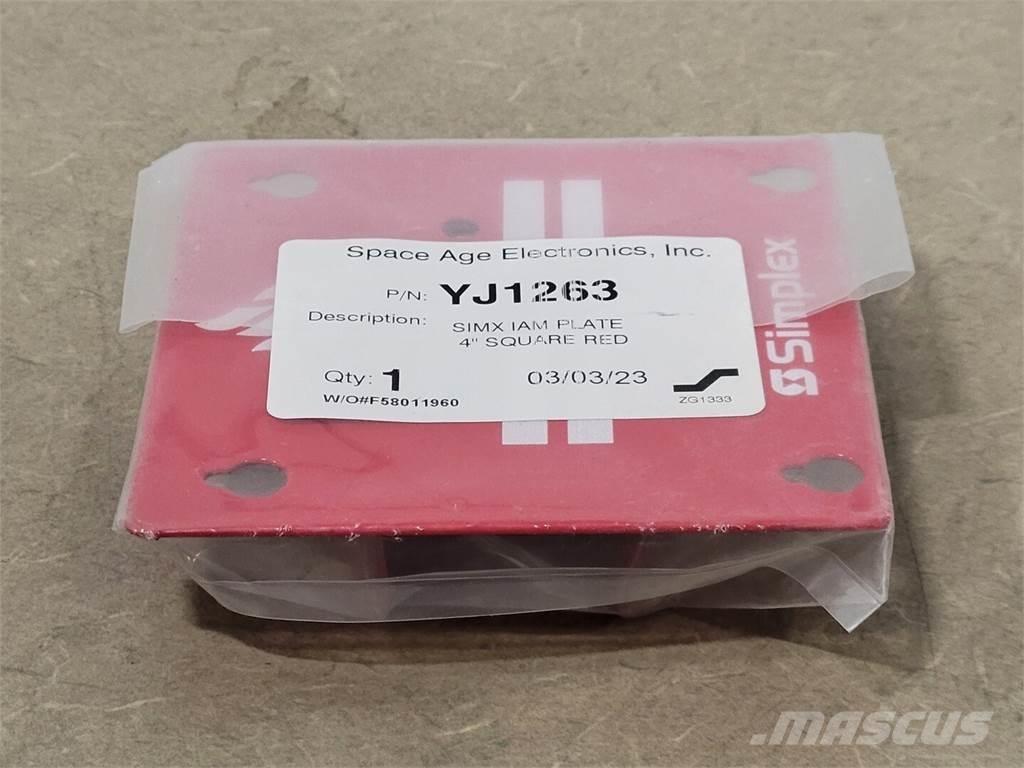 Space Age Electronics, Inc.
P/N: YJ1263
Description: SIMX IAM PLATE
4" SQUARE RED
Qty: 1 03/03/23
W/O#F58011960
ZG1333
Simplex
MASCUS